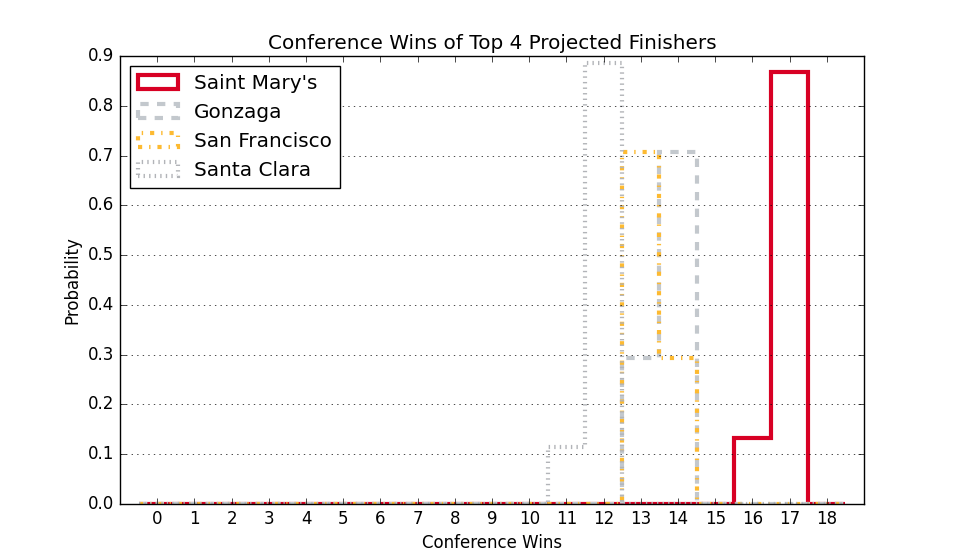 Conference Wins of Top 4 Projected Finishers
Saint Mary's
Gonzaga
San Francisco
Santa Clara
0.9
0.8
0.7
0.6
0.5
0.4
0.3
0.2
0.1
0.0
Probability
0 1 2 3 4 5 6 7 8 9 10 11 12 13 14 15 16 17 18
Conference Wins